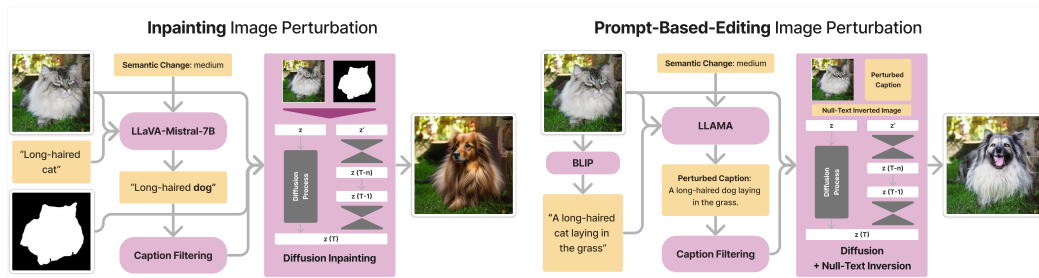 Inpainting Image Perturbation
Semantic Change: medium
LLaVA-Mistral-7B
"Long-haired
cat"
"Long-haired dog"
Caption Filtering
z
z'
Diffusion
Process
z (T-n)
z (T-1)
z (T)
Diffusion Inpainting
Prompt-Based-Editing Image Perturbation
Semantic Change: medium
LLAMA
BLIP
"A long-haired
cat laying in
the grass"
Perturbed Caption:
A long-haired dog laying
in the grass.
Caption Filtering
Perturbed
Caption
Null-Text Inverted Image
z
z'
Diffusion
Process
z (T-n)
z (T-1)
z (T)
Diffusion
+ Null-Text Inversion